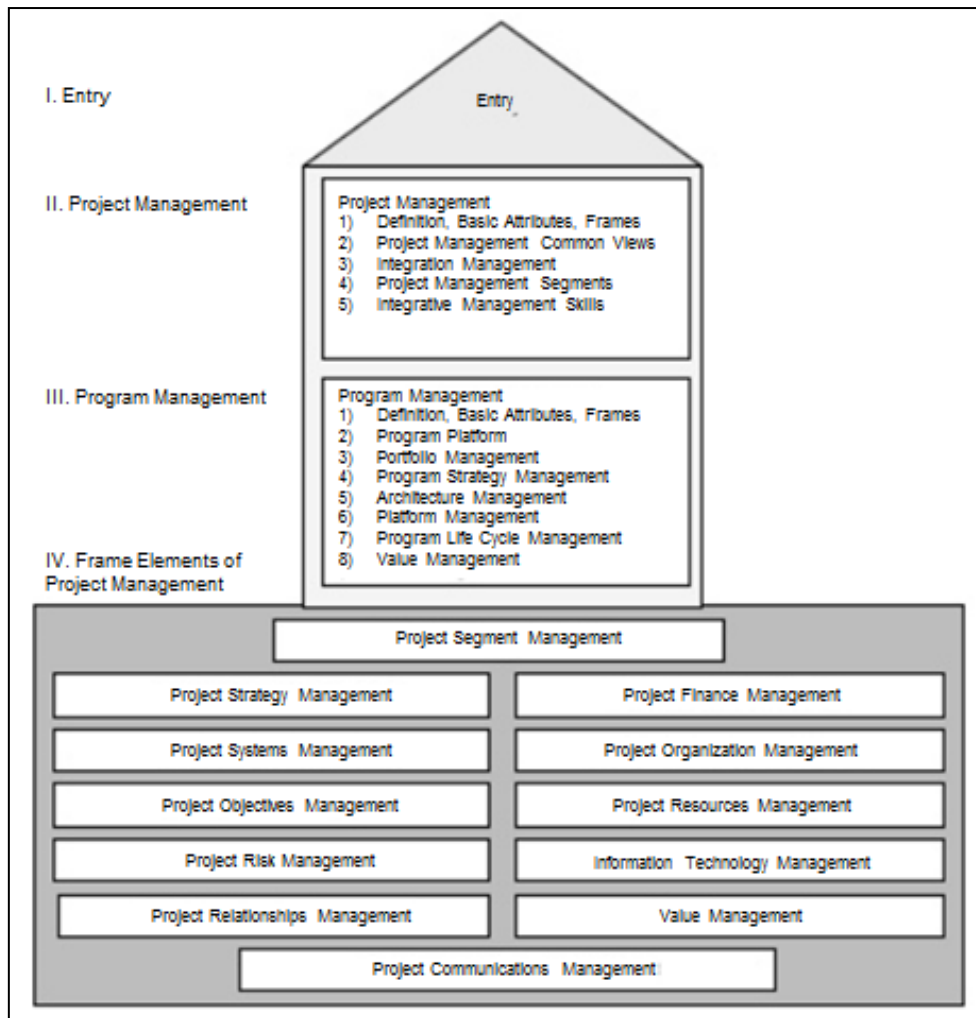 I. Entry
Entry
II. Project Management
Project Management
1) Definition, Basic Attributes, Frames
2) Project Management Common Views
3) Integration Management
4) Project Management Segments
5) Integrative Management Skills
III. Program Management
Program Management
1) Definition, Basic Attributes, Frames
2) Program Platform
3) Portfolio Management
4) Program Strategy Management
5) Architecture Management
6) Platform Management
7) Program Life Cycle Management
8) Value Management
IV. Frame Elements of
Project Management
Project Segment Management
Project Strategy Management
Project Finance Management
Project Systems Management
Project Organization Management
Project Objectives Management
Project Resources Management
Project Risk Management
Information Technology Management
Project Relationships Management
Value Management
Project Communications Management